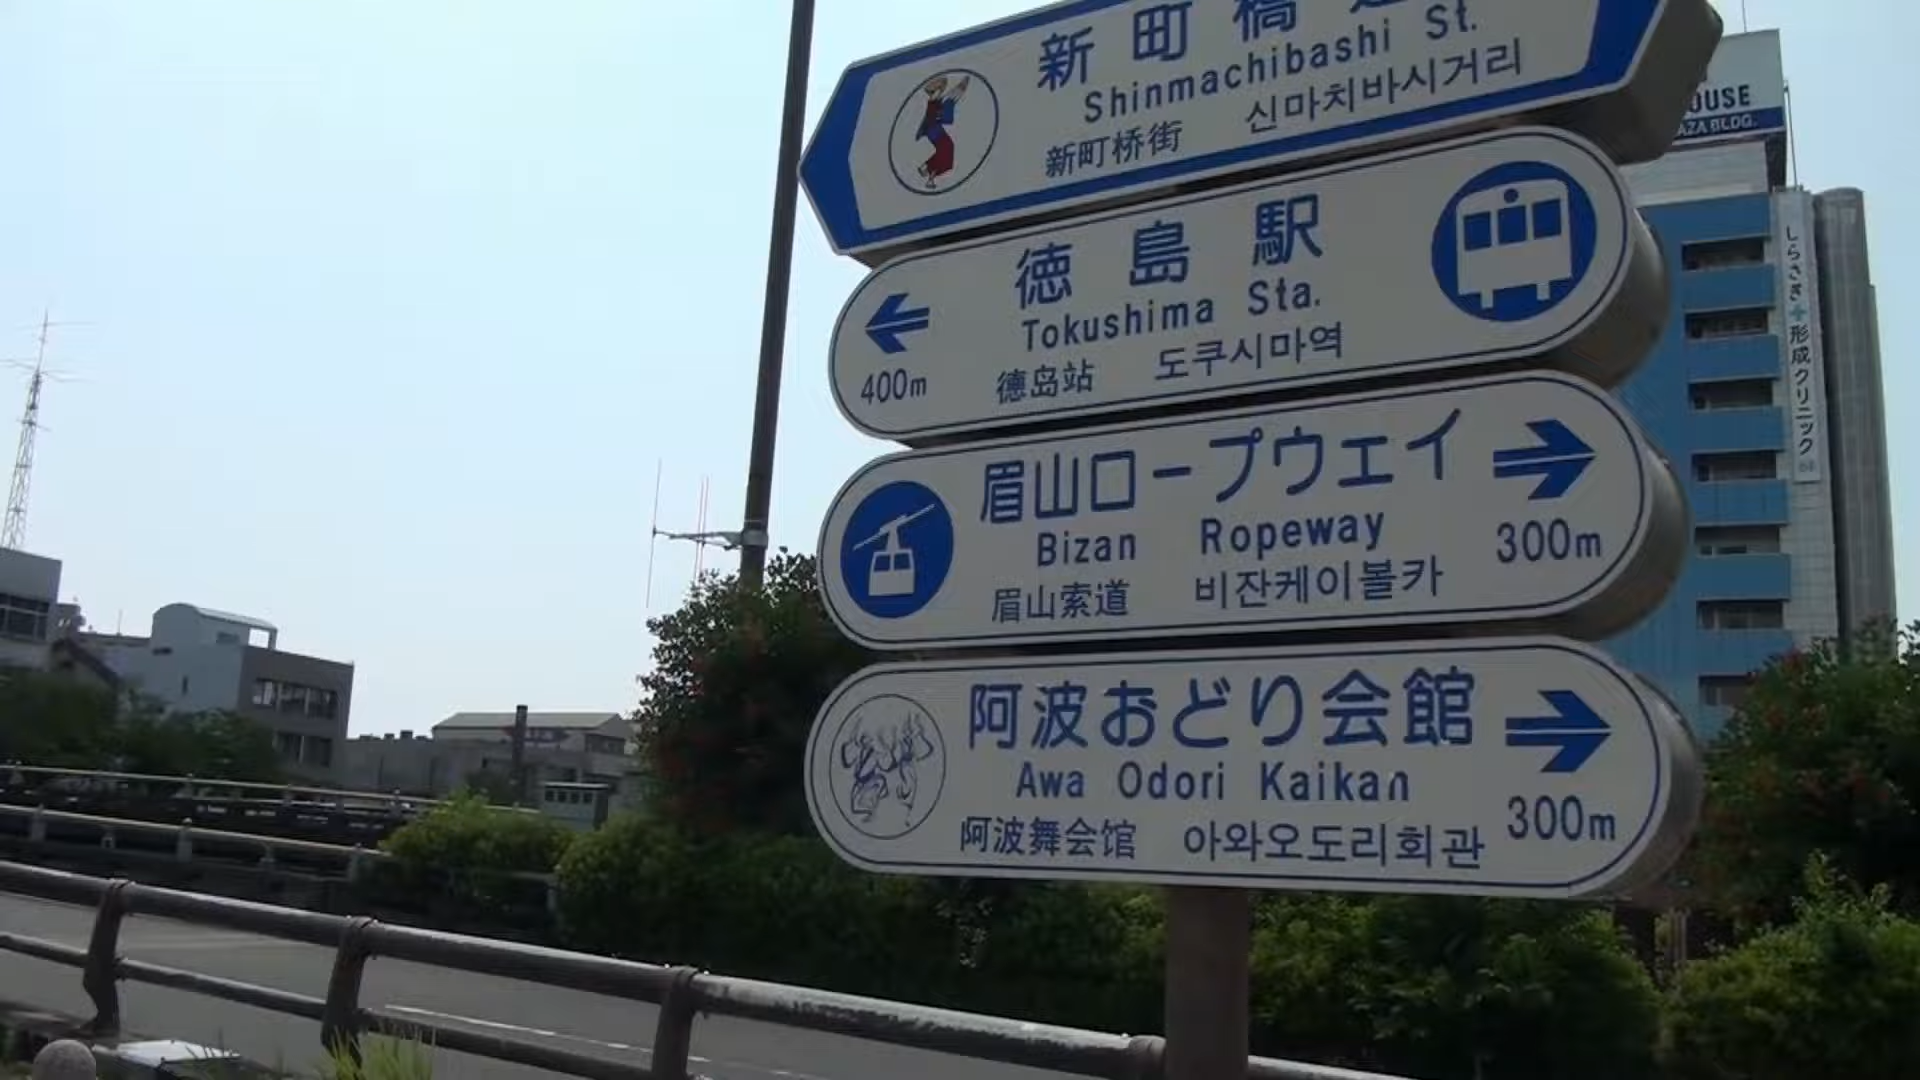 新町橋通
Shinmachibashi St.
新町桥街 신마치바시거리
徳島駅
Tokushima Sta.
德岛站 도쿠시마역
400m
眉山ロープウェイ
Bizan Ropeway
眉山索道 비잔케이볼카
300m
阿波おどり会館
Awa Odori Kaikan
阿波舞会馆 아와오도리회관
300m
OUSE
AZA BLDG.
しらさぎ形成クリニック